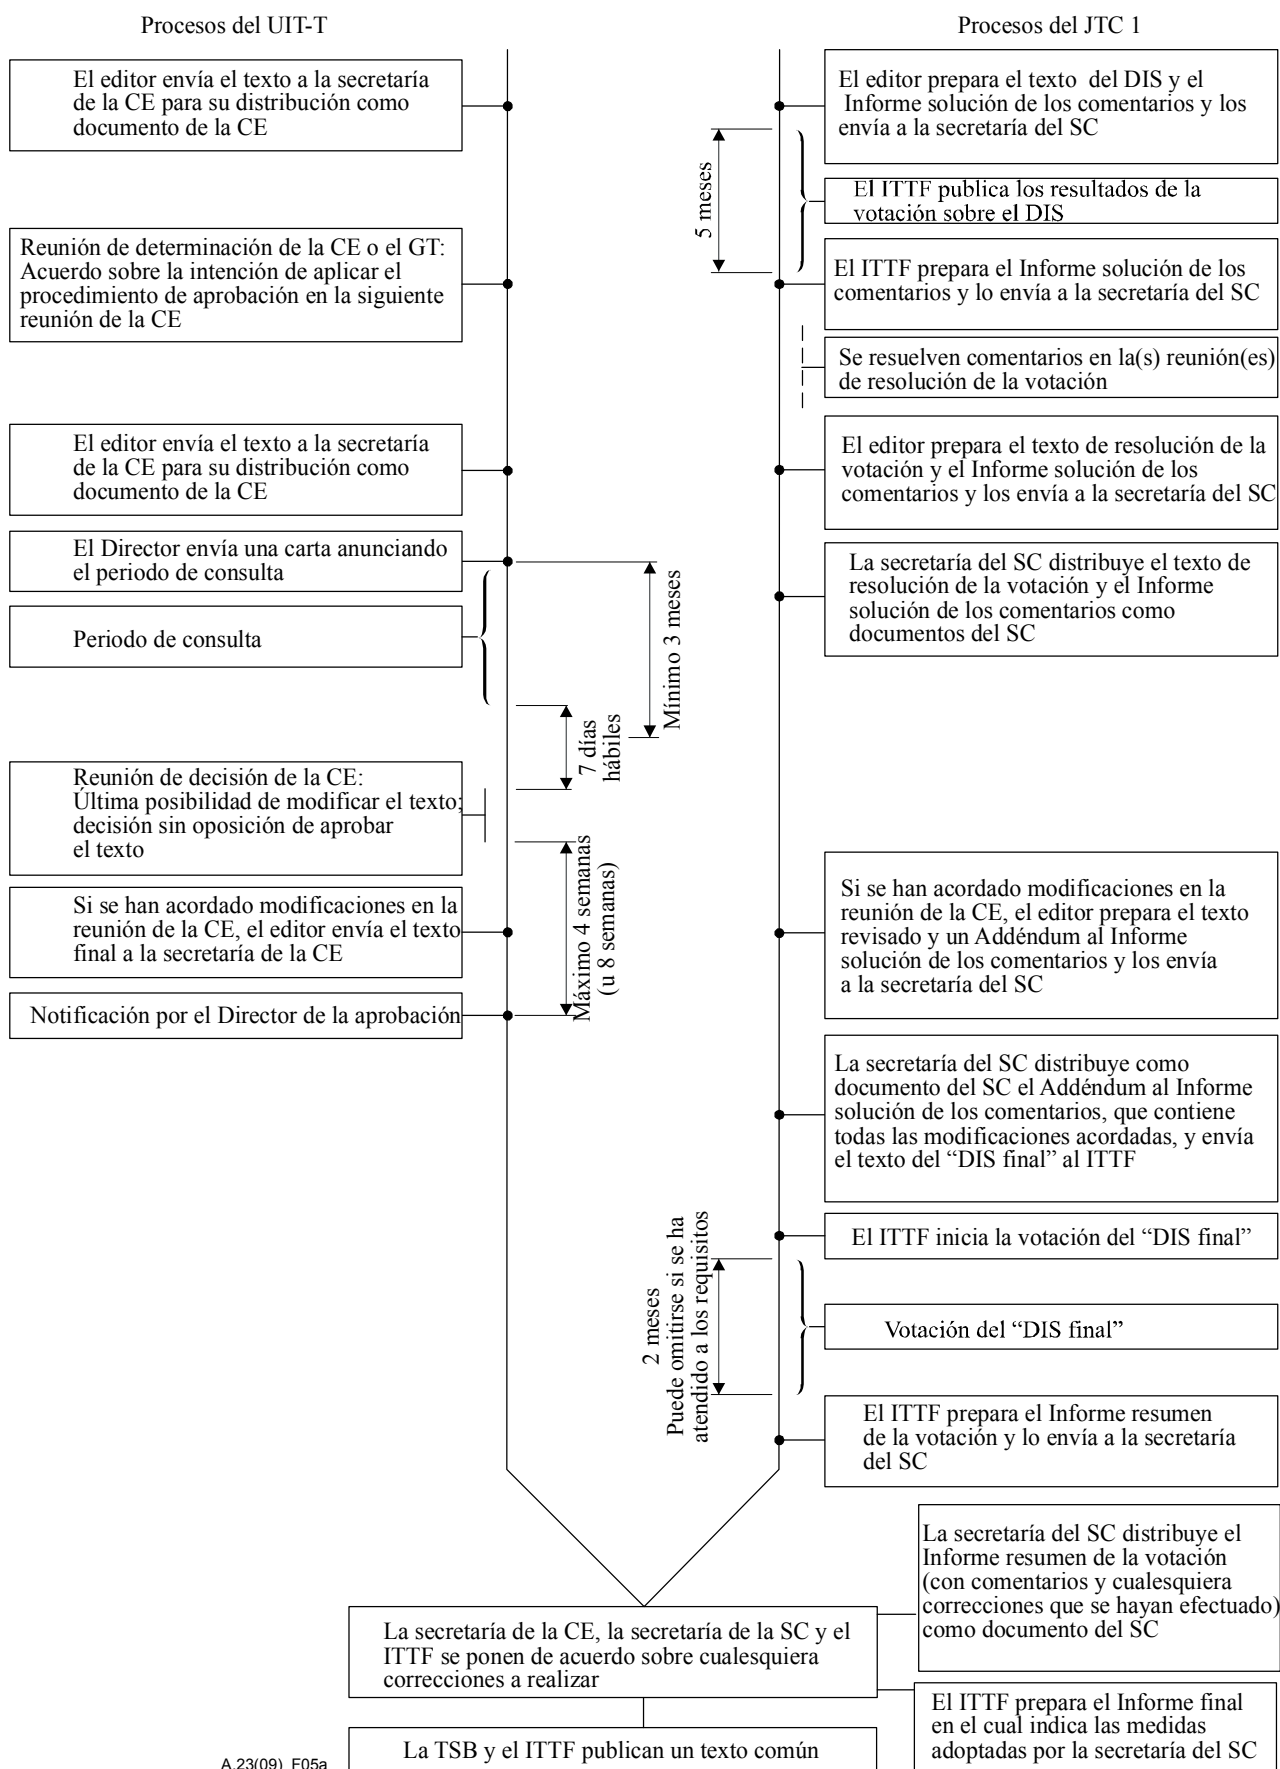 Procesos del UIT-T
El editor envía el texto a la secretaría
de la CE para su distribución como
documento de la CE
Reunión de determinación de la CE o el GT:
Acuerdo sobre la intención de aplicar el
procedimiento de aprobación en la siguiente
reunión de la CE
El editor envía el texto a la secretaría
de la CE para su distribución como
documento de la CE
El Director envía una carta anunciando
el periodo de consulta
Periodo de consulta
Mínimo 3 meses
7 días
hábiles
Reunión de decisión de la CE:
Última posibilidad de modificar el texto;
decisión sin oposición de aprobar
el texto
Si se han acordado modificaciones en la
reunión de la CE, el editor envía el texto
final a la secretaría de la CE
Máximo 4 semanas
(u 8 semanas)
Notificación por el Director de la aprobación
Procesos del JTC 1
El editor prepara el texto del DIS y el
Informe solución de los comentarios y los
envía a la secretaría del SC
5 meses
El ITTF publica los resultados de la
votación sobre el DIS
El ITTF prepara el Informe solución de los
comentarios y lo envía a la secretaría del SC
Se resuelven comentarios en la(s) reunión(es)
de resolución de la votación
El editor prepara el texto de resolución de la
votación y el Informe solución de los
comentarios y los envía a la secretaría del SC
La secretaría del SC distribuye el texto de
resolución de la votación y el Informe
solución de los comentarios como
documentos del SC
Si se han acordado modificaciones en la
reunión de la CE, el editor prepara el texto
revisado y un Addéndum al Informe
solución de los comentarios y los envía
a la secretaría del SC
La secretaría del SC distribuye como
documento del SC el Addéndum al Informe
solución de los comentarios, que contiene
todas las modificaciones acordadas, y envía
el texto del “DIS final” al ITTF
El ITTF inicia la votación del “DIS final”
2 meses
Puede omitirse si se ha
atendido a los requisitos
Votación del “DIS final”
El ITTF prepara el Informe resumen
de la votación y lo envía a la secretaría
del SC
La secretaría del SC distribuye el
Informe resumen de la votación
(con comentarios y cualesquiera
correcciones que se hayan efectuado)
como documento del SC
La secretaría de la CE, la secretaría de la SC y el
ITTF se ponen de acuerdo sobre cualesquiera
correcciones a realizar
El ITTF prepara el Informe final
en el cual indica las medidas
adoptadas por la secretaría del SC
La TSB y el ITTF publican un texto común
A.23(09)_F05a